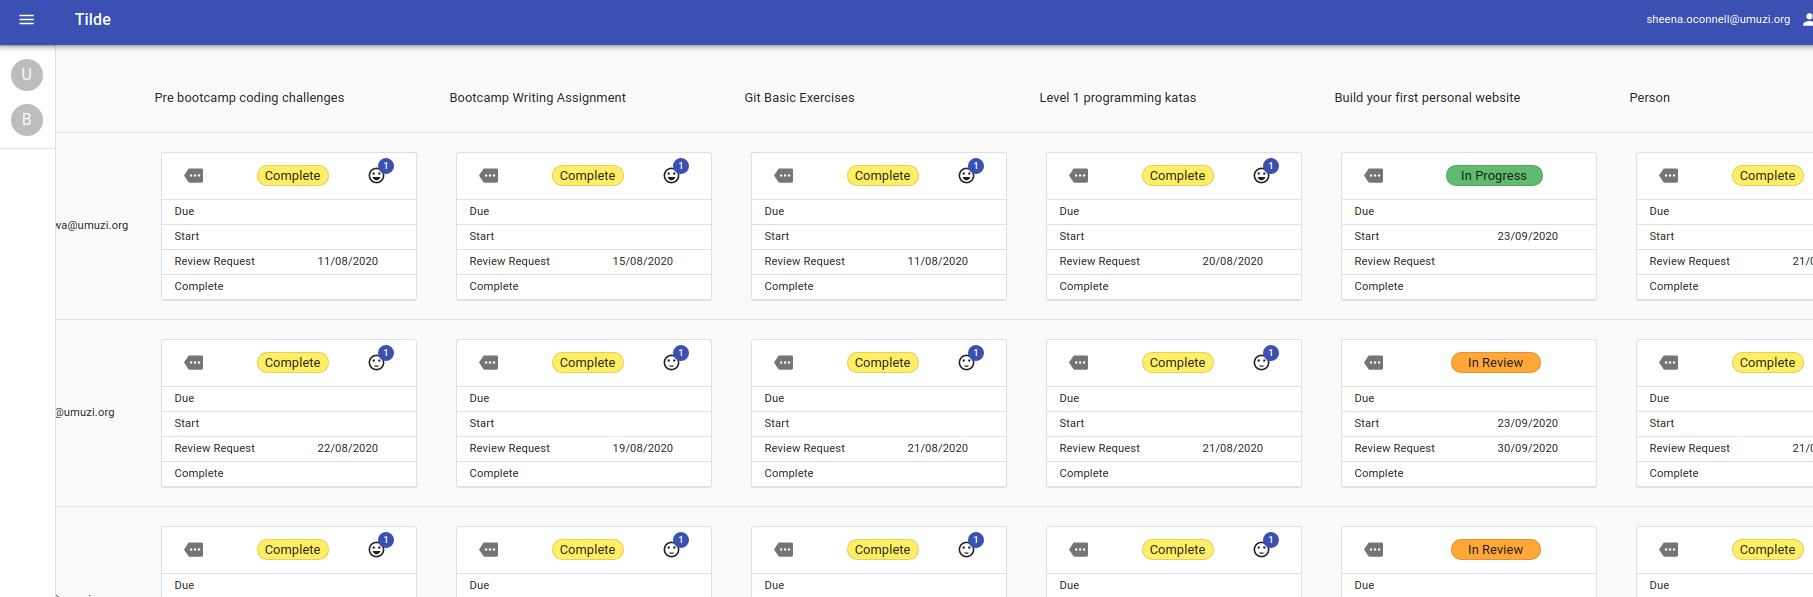 Tilde
sheena.oconnell@umuzi.org
U
B
Pre bootcamp coding challenges Bootcamp Writing Assignment Git Basic Exercises Level 1 programming katas Build your first personal website Person
Complete 1 Complete 1 Complete 1 Complete 1 In Progress Complete
Due Due Due Due Due Due
wa@umuzi.org
Start Start Start Start Start 23/09/2020 Start
Review Request 11/08/2020 Review Request 15/08/2020 Review Request 11/08/2020 Review Request 20/08/2020 Review Request Review Request 21/0
Complete Complete Complete Complete Complete Complete
Complete 1 Complete 1 Complete 1 Complete 1 In Review Complete
Due Due Due Due Due Due
@umuzi.org
Start Start Start Start Start 23/09/2020 Start
Review Request 22/08/2020 Review Request 19/08/2020 Review Request 21/08/2020 Review Request 21/08/2020 Review Request 30/09/2020 Review Request 21/0
Complete Complete Complete Complete Complete Complete
Complete 1 Complete 1 Complete 1 Complete 1 In Review Complete
Due Due Due Due Due Due